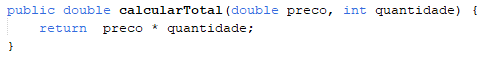 public double calcularTotal(double preco, int quantidade) {
    return  preco * quantidade;
}